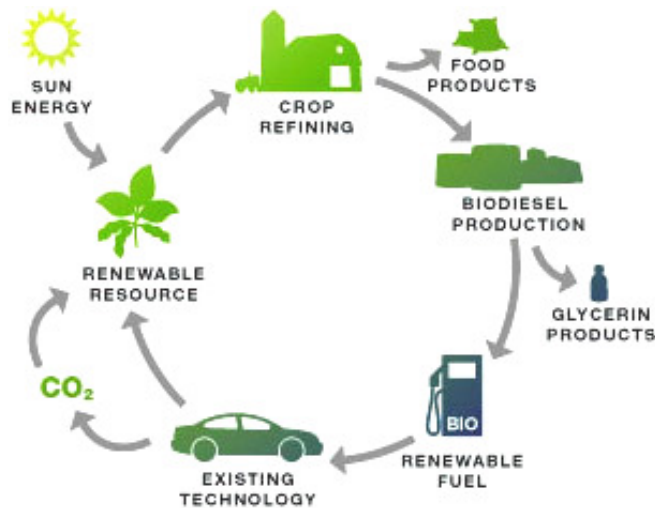 SUN
ENERGY
CROP
REFINING
FOOD
PRODUCTS
BIODIESEL
PRODUCTION
GLYCERIN
PRODUCTS
BIO
RENEWABLE
FUEL
EXISTING
TECHNOLOGY
CO₂
RENEWABLE
RESOURCE